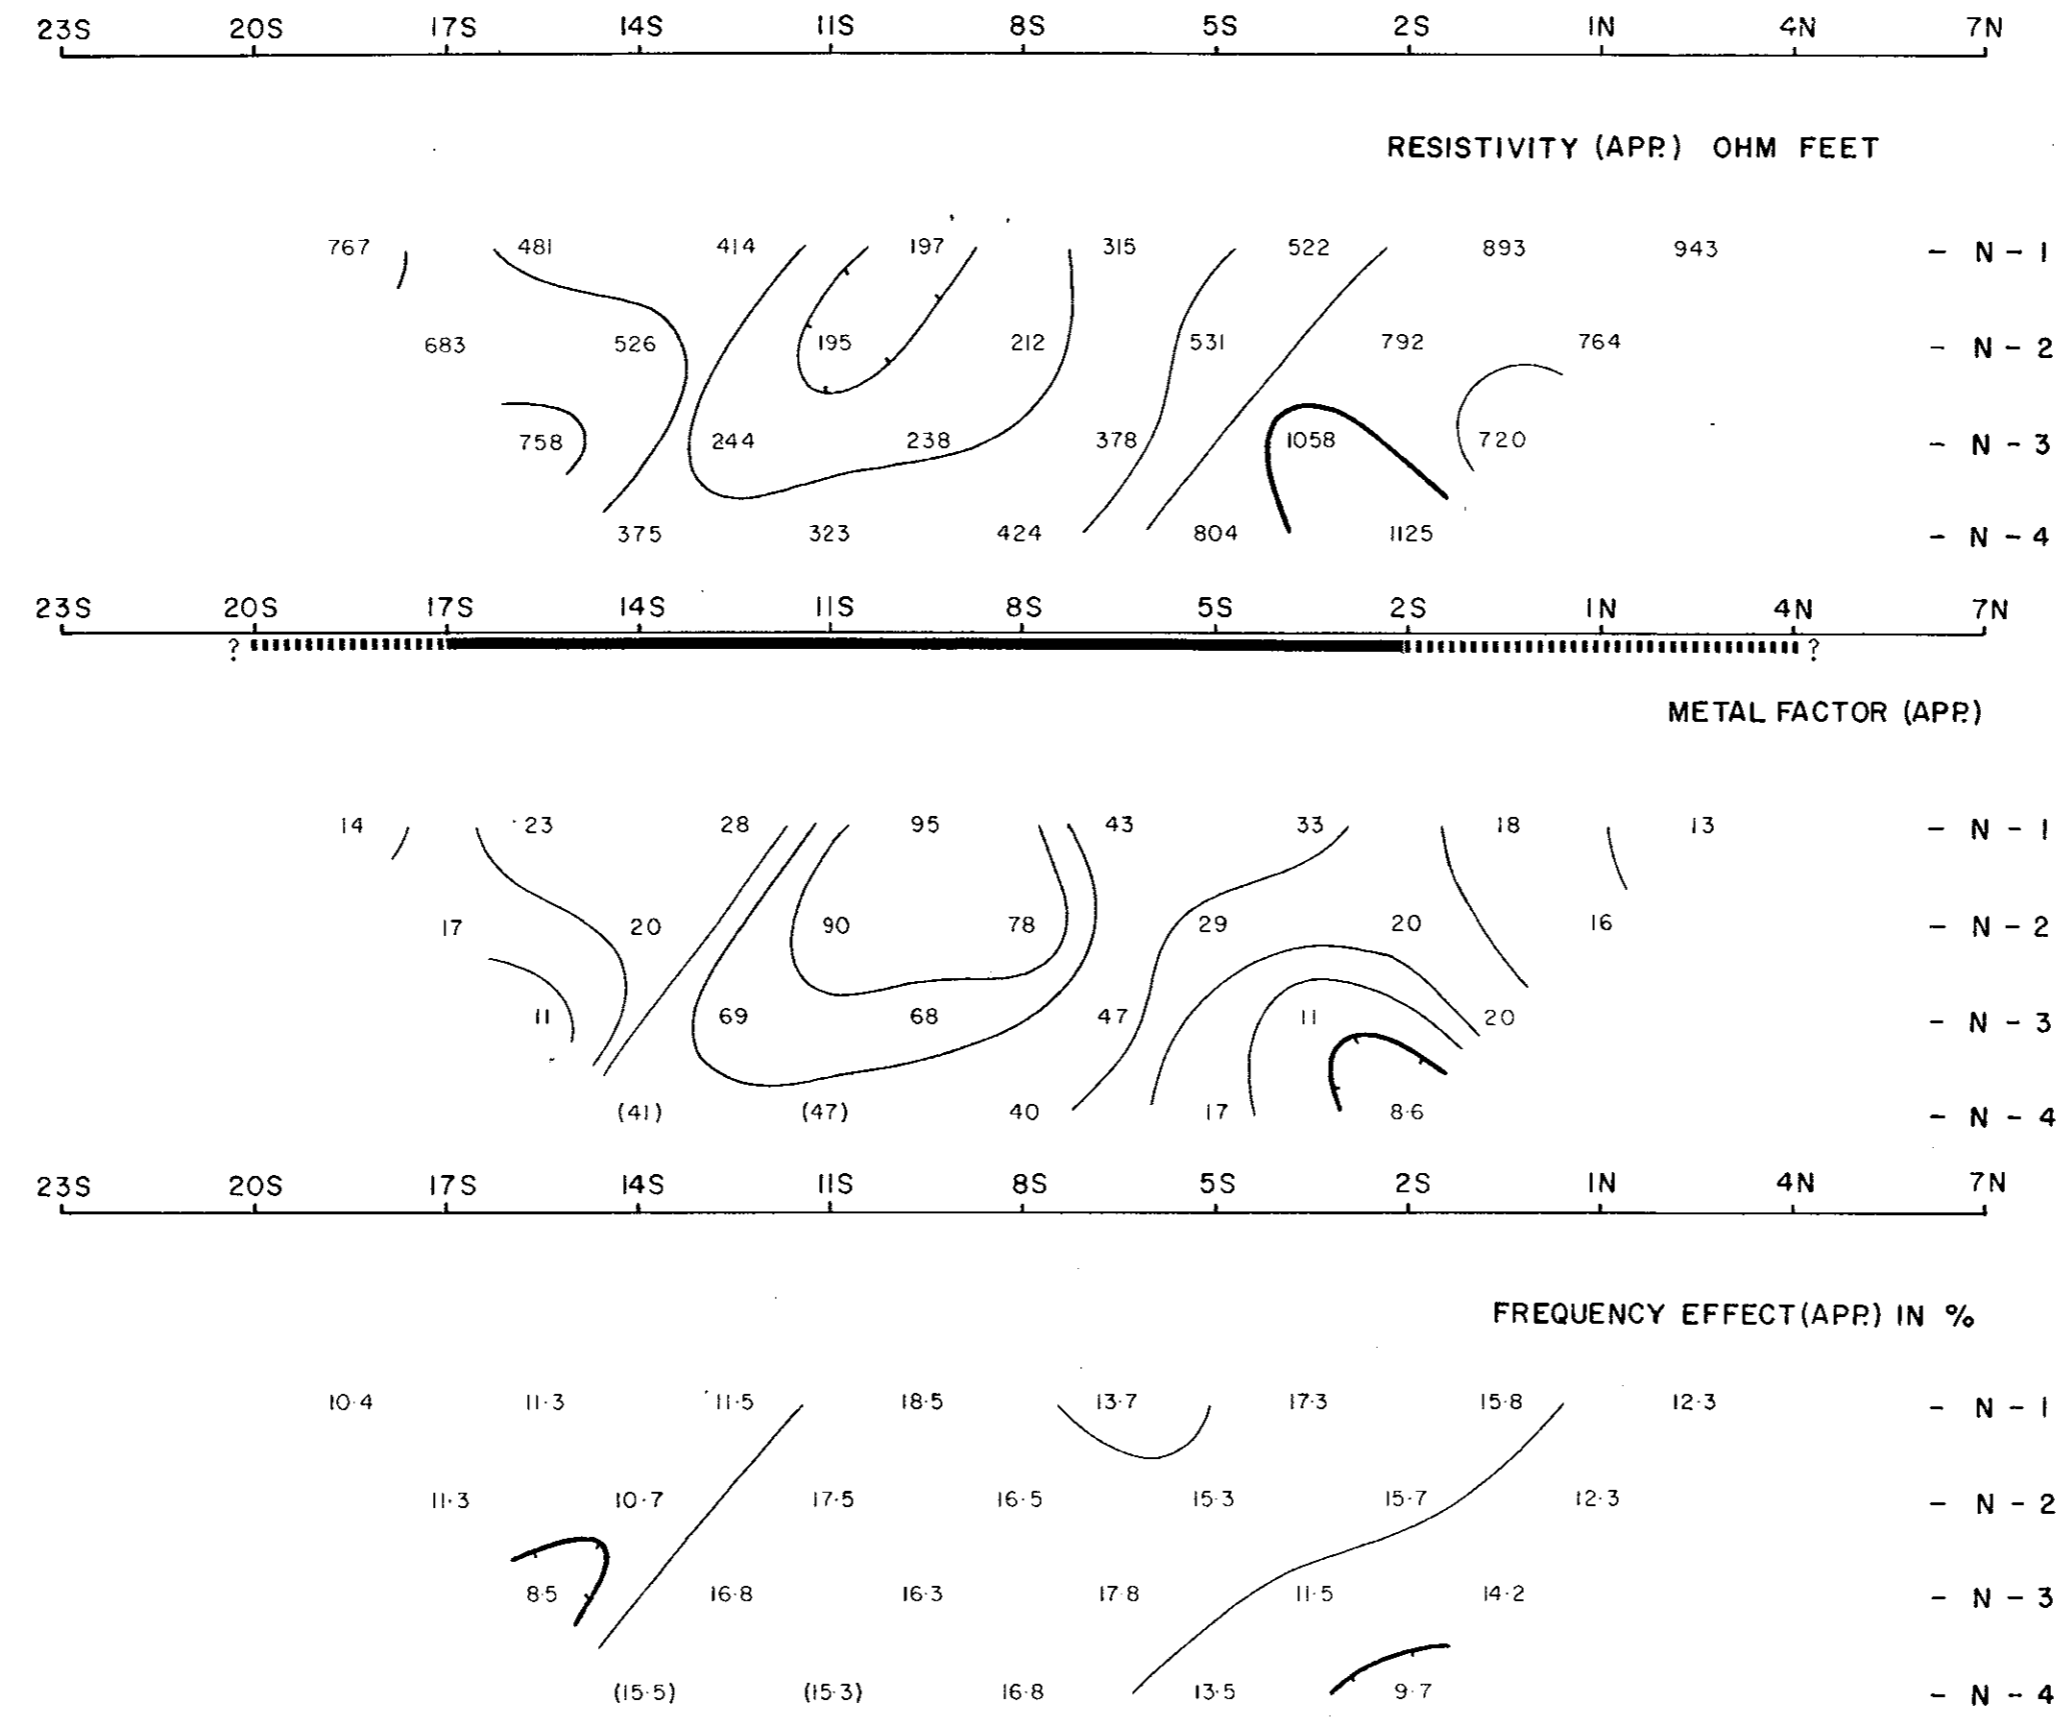 23S 20S 17S 14S 11S 8S 5S 2S 1N 4N 7N
RESISTIVITY (APP.) OHM FEET
767 481 414 197 315 522 893 943 - N - 1
683 526 195 212 531 792 764 - N - 2
758 244 238 378 1058 720 - N - 3
375 323 424 804 1125 - N - 4
23S 20S 17S 14S 11S 8S 5S 2S 1N 4N 7N
? ?
METAL FACTOR (APP.)
14 23 28 95 43 33 18 13 - N - 1
17 20 90 78 29 20 16 - N - 2
11 69 68 47 11 20 - N - 3
(41) (47) 40 17 8.6 - N - 4
23S 20S 17S 14S 11S 8S 5S 2S 1N 4N 7N
FREQUENCY EFFECT (APP.) IN %
10.4 11.3 11.5 18.5 13.7 17.3 15.8 12.3 - N - 1
11.3 10.7 17.5 16.5 15.3 15.7 12.3 - N - 2
8.5 16.8 16.3 17.8 11.5 14.2 - N - 3
(15.5) (15.3) 16.8 13.5 9.7 - N - 4